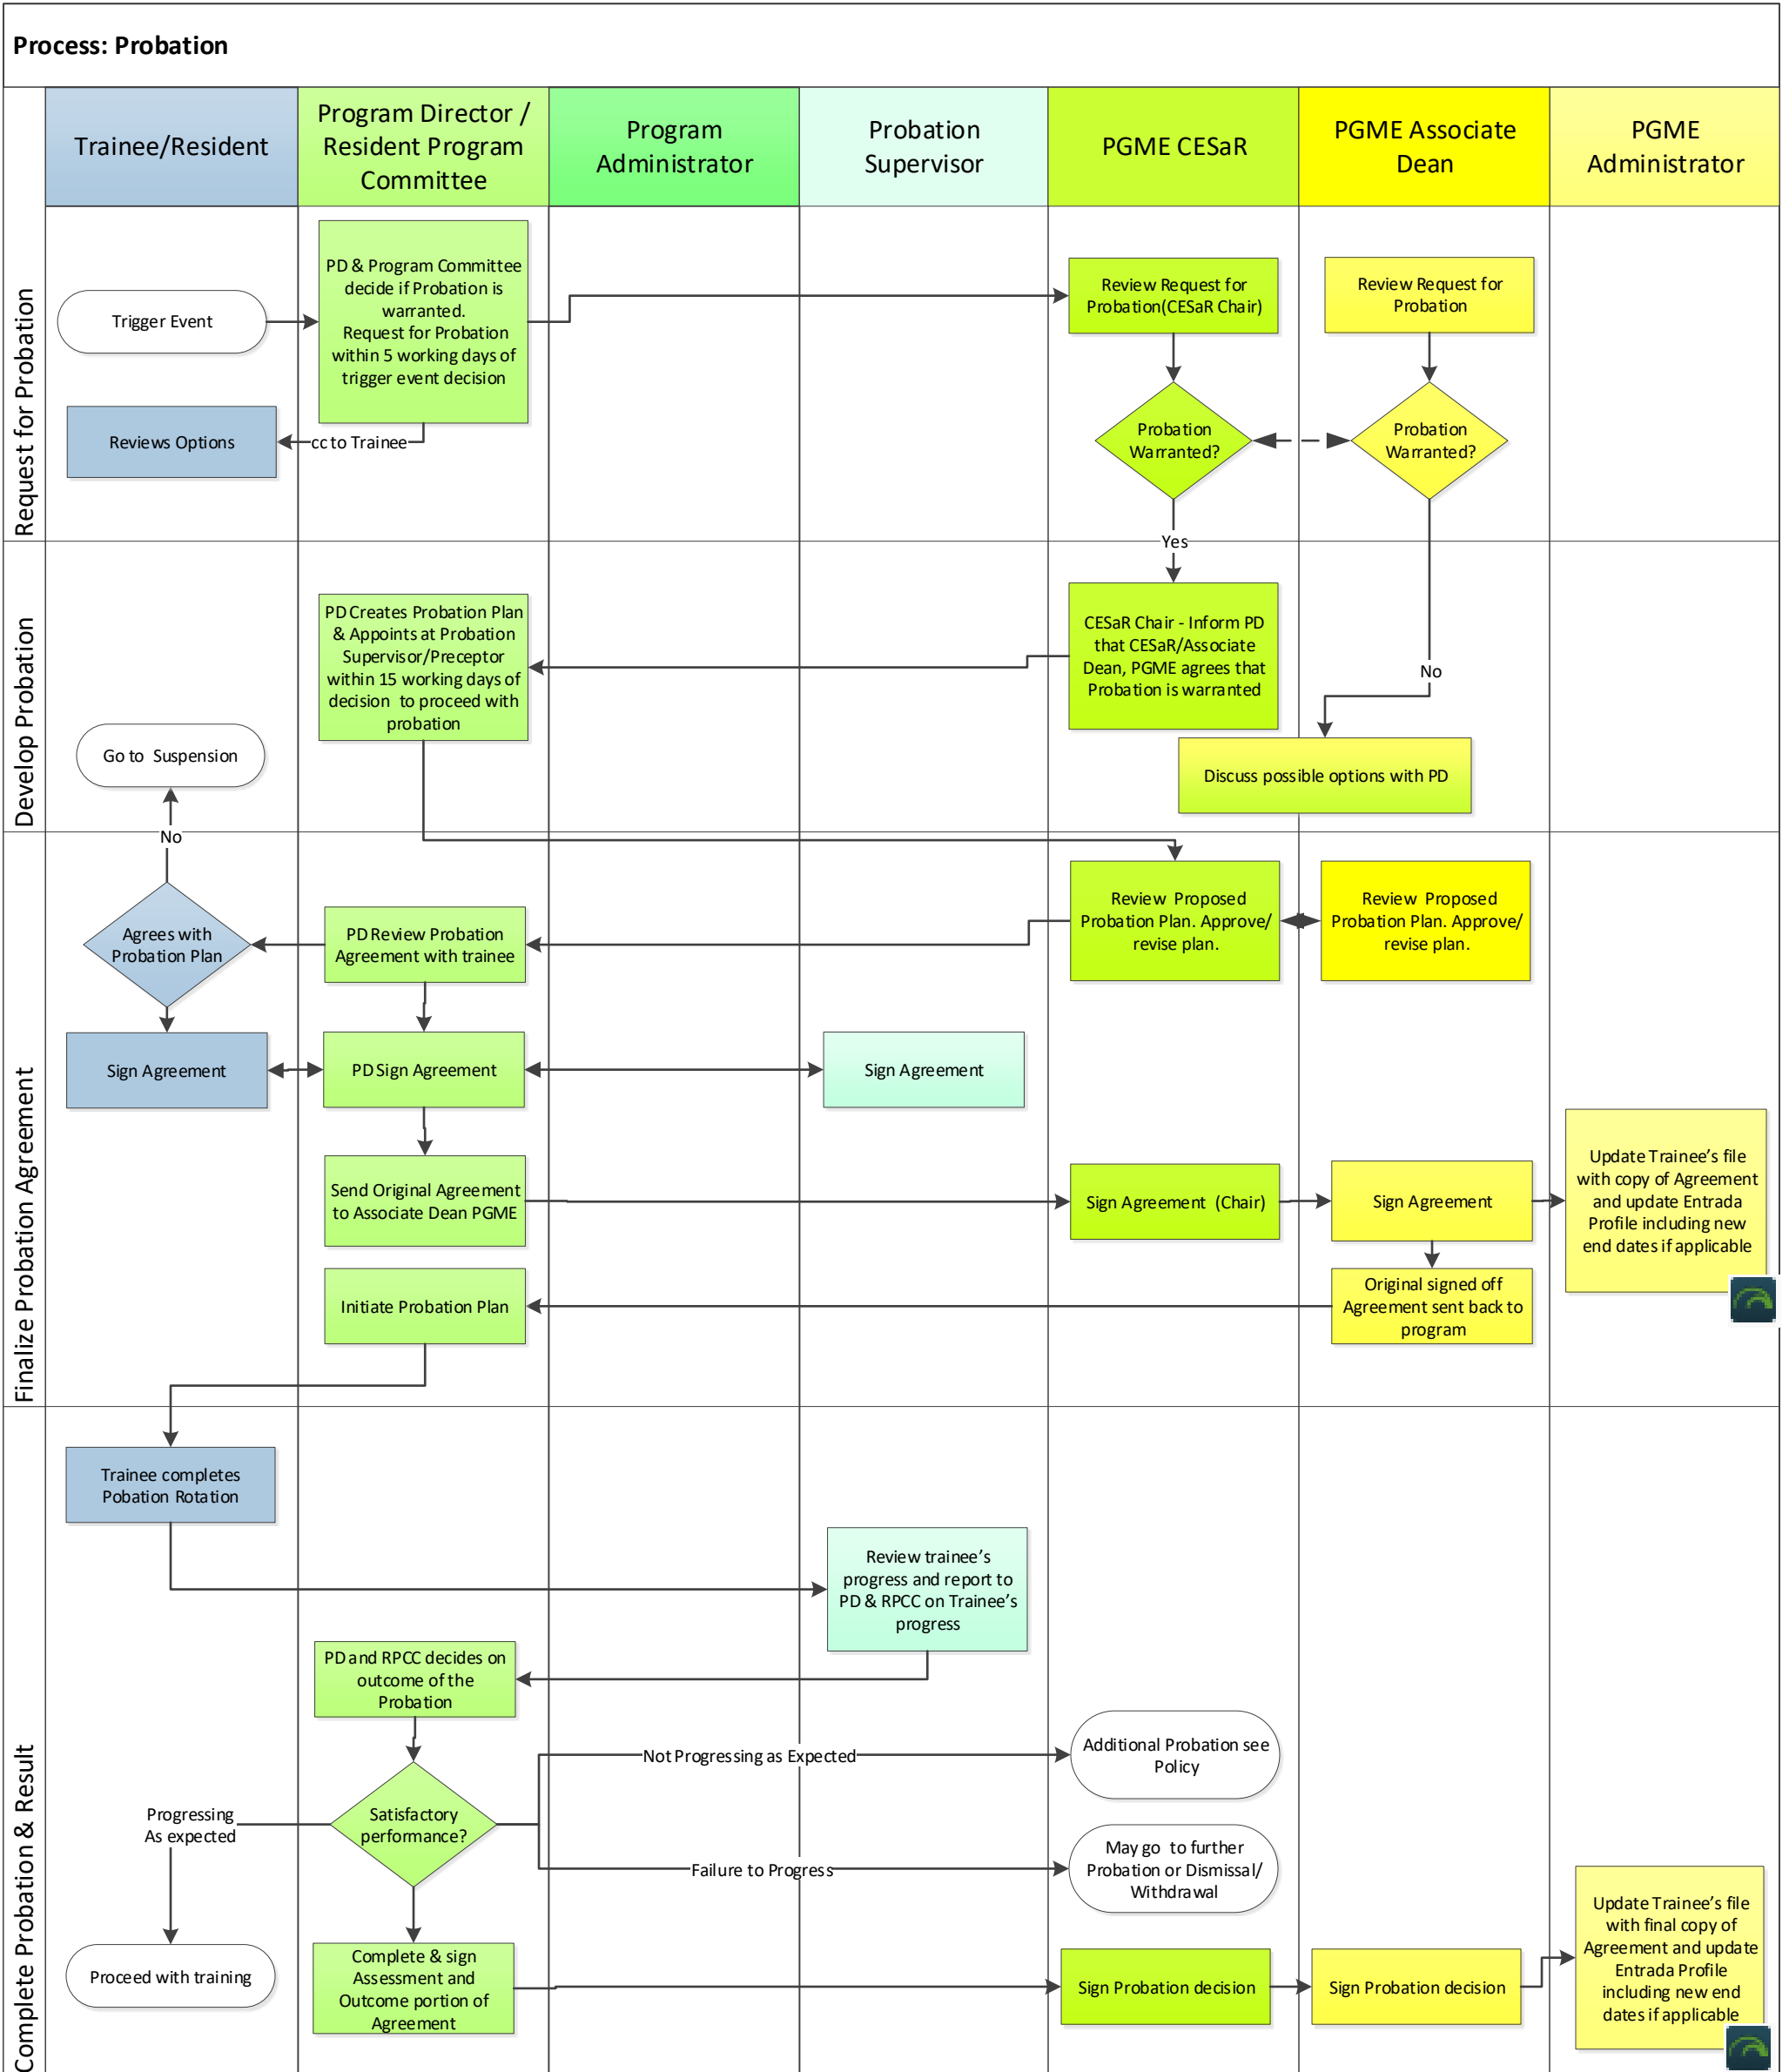 Process: Probation
Trainee/Resident
Program Director /
Resident Program
Committee
Program
Administrator
Probation
Supervisor
PGME CESaR
PGME Associate
Dean
PGME
Administrator
Request for Probation
Trigger Event
PD & Program Committee
decide if Probation is
warranted.
Request for Probation
within 5 working days of
trigger event decision
Review Request for
Probation(CESaR Chair)
Review Request for
Probation
Reviews Options
cc to Trainee
Probation
Warranted?
Probation
Warranted?
Yes
Develop Probation
PD Creates Probation Plan
& Appoints at Probation
Supervisor/Preceptor
within 15 working days of
decision to proceed with
probation
CESaR Chair - Inform PD
that CESaR/Associate
Dean, PGME agrees that
Probation is warranted
No
Go to Suspension
Discuss possible options with PD
No
Finalize Probation Agreement
Agrees with
Probation Plan
PD Review Probation
Agreement with trainee
Review Proposed
Probation Plan. Approve/
revise plan.
Review Proposed
Probation Plan. Approve/
revise plan.
Sign Agreement
PD Sign Agreement
Sign Agreement
Send Original Agreement
to Associate Dean PGME
Sign Agreement (Chair)
Sign Agreement
Update Trainee’s file
with copy of Agreement
and update Entrada
Profile including new
end dates if applicable
Initiate Probation Plan
Original signed off
Agreement sent back to
program
Complete Probation & Result
Trainee completes
Pobation Rotation
Review trainee’s
progress and report to
PD & RPCC on Trainee’s
progress
PD and RPCC decides on
outcome of the
Probation
Not Progressing as Expected
Additional Probation see
Policy
Progressing
As expected
Satisfactory
performance?
Failure to Progress
May go to further
Probation or Dismissal/
Withdrawal
Proceed with training
Complete & sign
Assessment and
Outcome portion of
Agreement
Sign Probation decision
Sign Probation decision
Update Trainee’s file
with final copy of
Agreement and update
Entrada Profile
including new end
dates if applicable